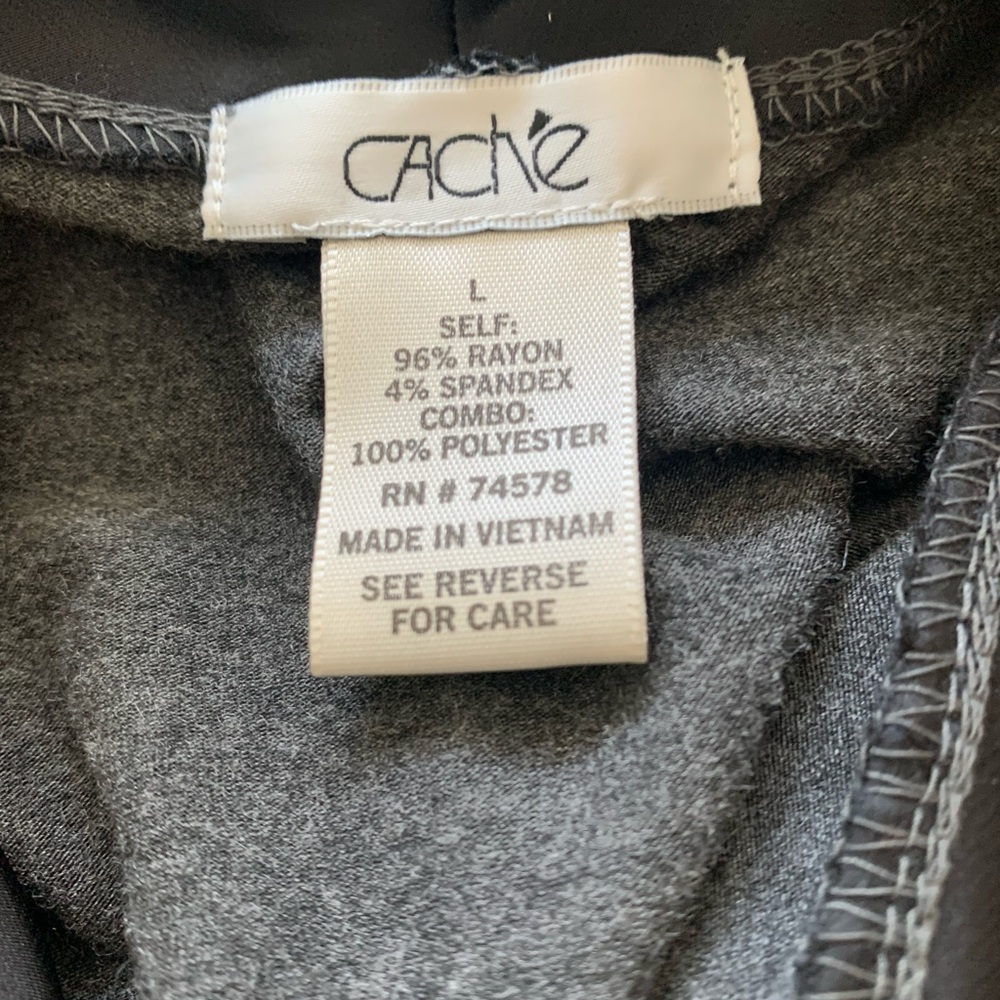 CACHÉ
L
SELF:
96% RAYON
4% SPANDEX
COMBO:
100% POLYESTER
RN # 74578
MADE IN VIETNAM
SEE REVERSE
FOR CARE